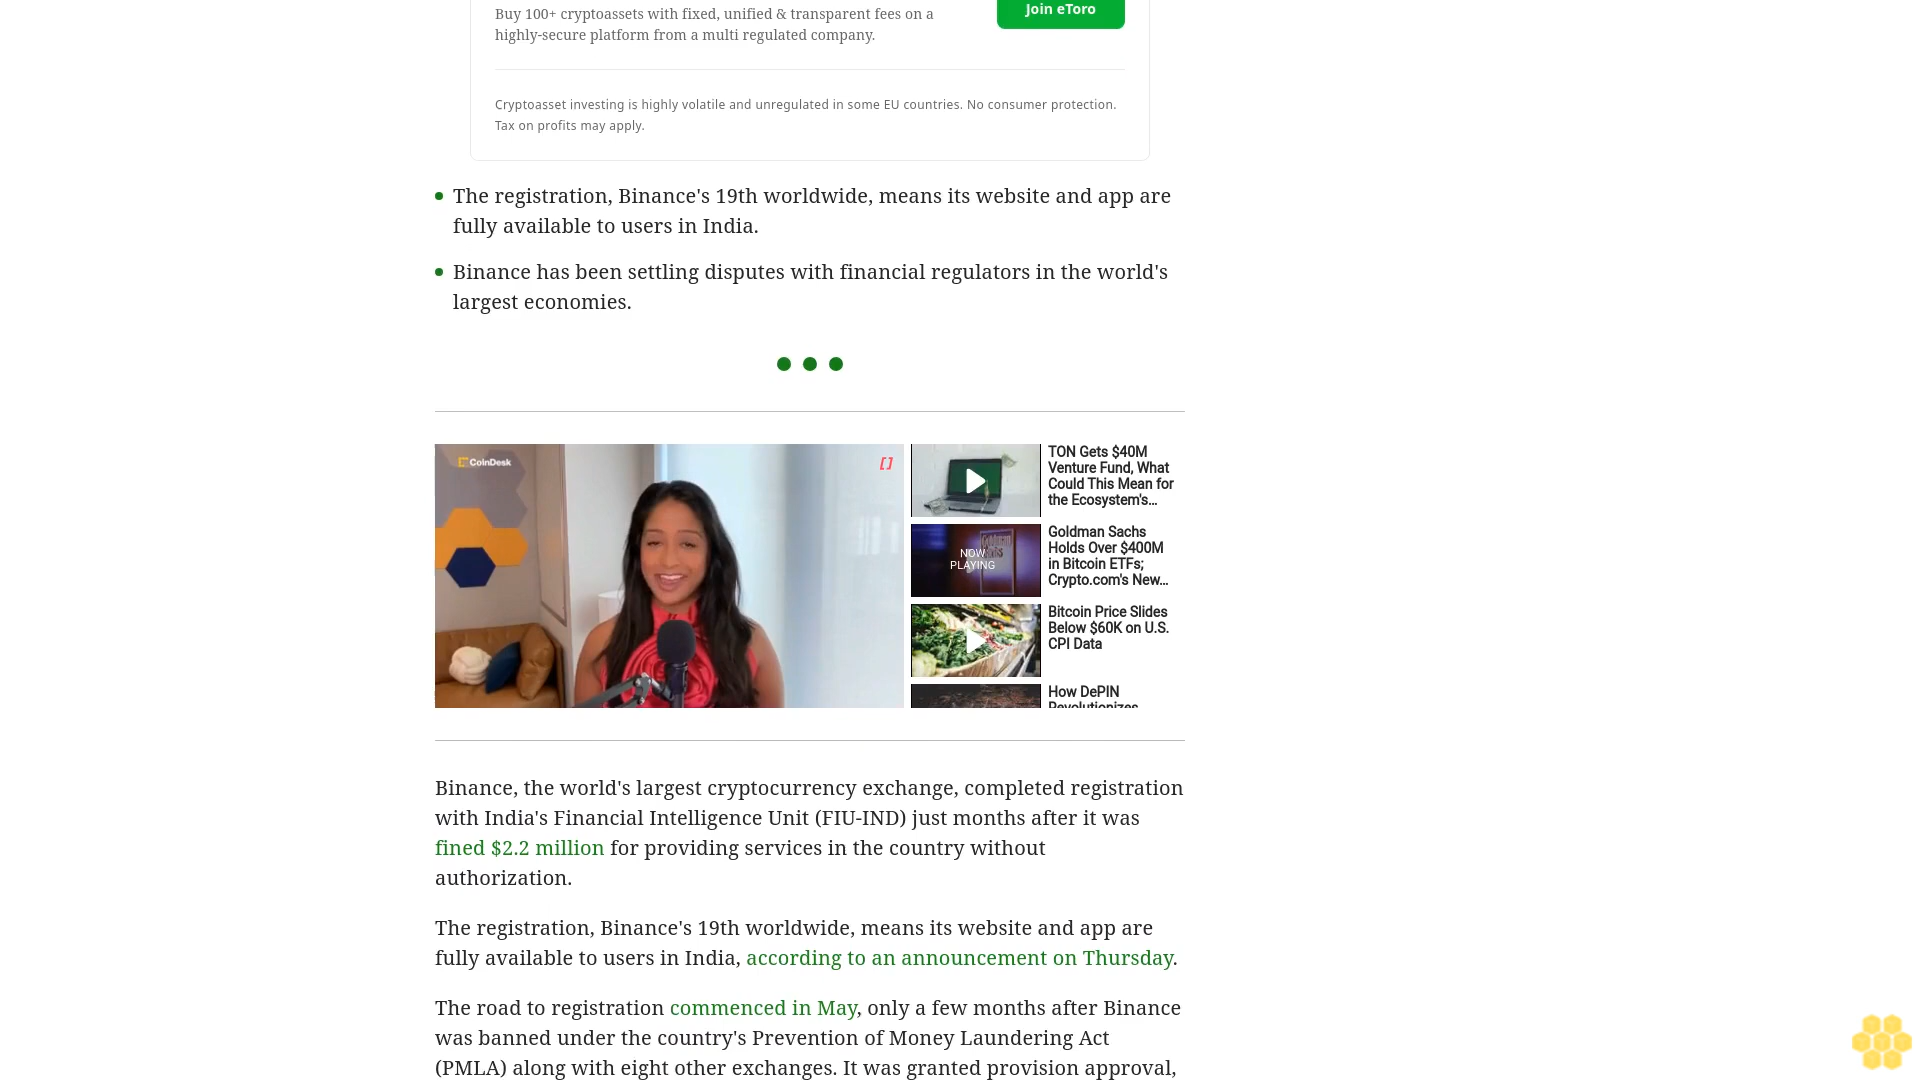 Buy 100+ cryptoassets with fixed, unified & transparent fees on a
highly-secure platform from a multi regulated company.
Join eToro
Cryptoasset investing is highly volatile and unregulated in some EU countries. No consumer protection.
Tax on profits may apply.
The registration, Binance's 19th worldwide, means its website and app are
fully available to users in India.
Binance has been settling disputes with financial regulators in the world's
largest economies.
CoinDesk
[]
TON Gets $40M
Venture Fund, What
Could This Mean for
the Ecosystem's...
NOW
PLAYING
Goldman Sachs
Holds Over $400M
in Bitcoin ETFs;
Crypto.com's New...
Bitcoin Price Slides
Below $60K on U.S.
CPI Data
How DePIN
Revolutionizes
Binance, the world's largest cryptocurrency exchange, completed registration
with India's Financial Intelligence Unit (FIU-IND) just months after it was
fined $2.2 million for providing services in the country without
authorization.
The registration, Binance's 19th worldwide, means its website and app are
fully available to users in India, according to an announcement on Thursday.
The road to registration commenced in May, only a few months after Binance
was banned under the country's Prevention of Money Laundering Act
(PMLA) along with eight other exchanges. It was granted provision approval,